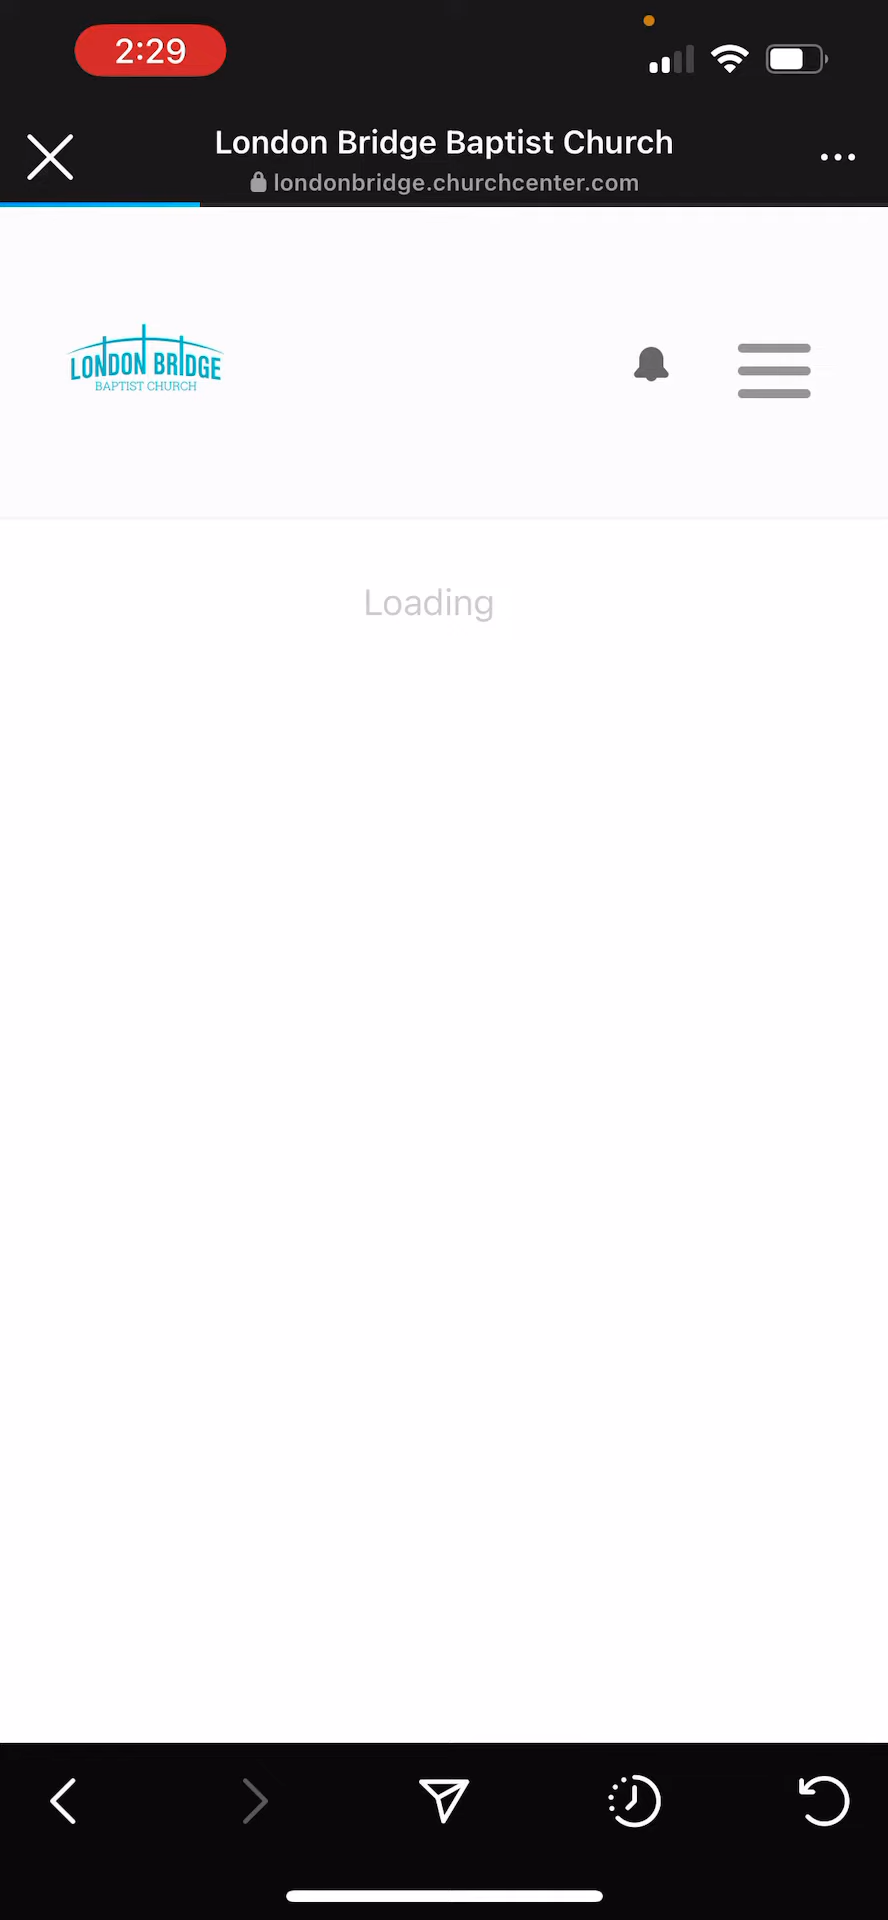 2:29
London Bridge Baptist Church
londonbridge.churchcenter.com
LONDON BRIDGE
BAPTIST CHURCH
Loading